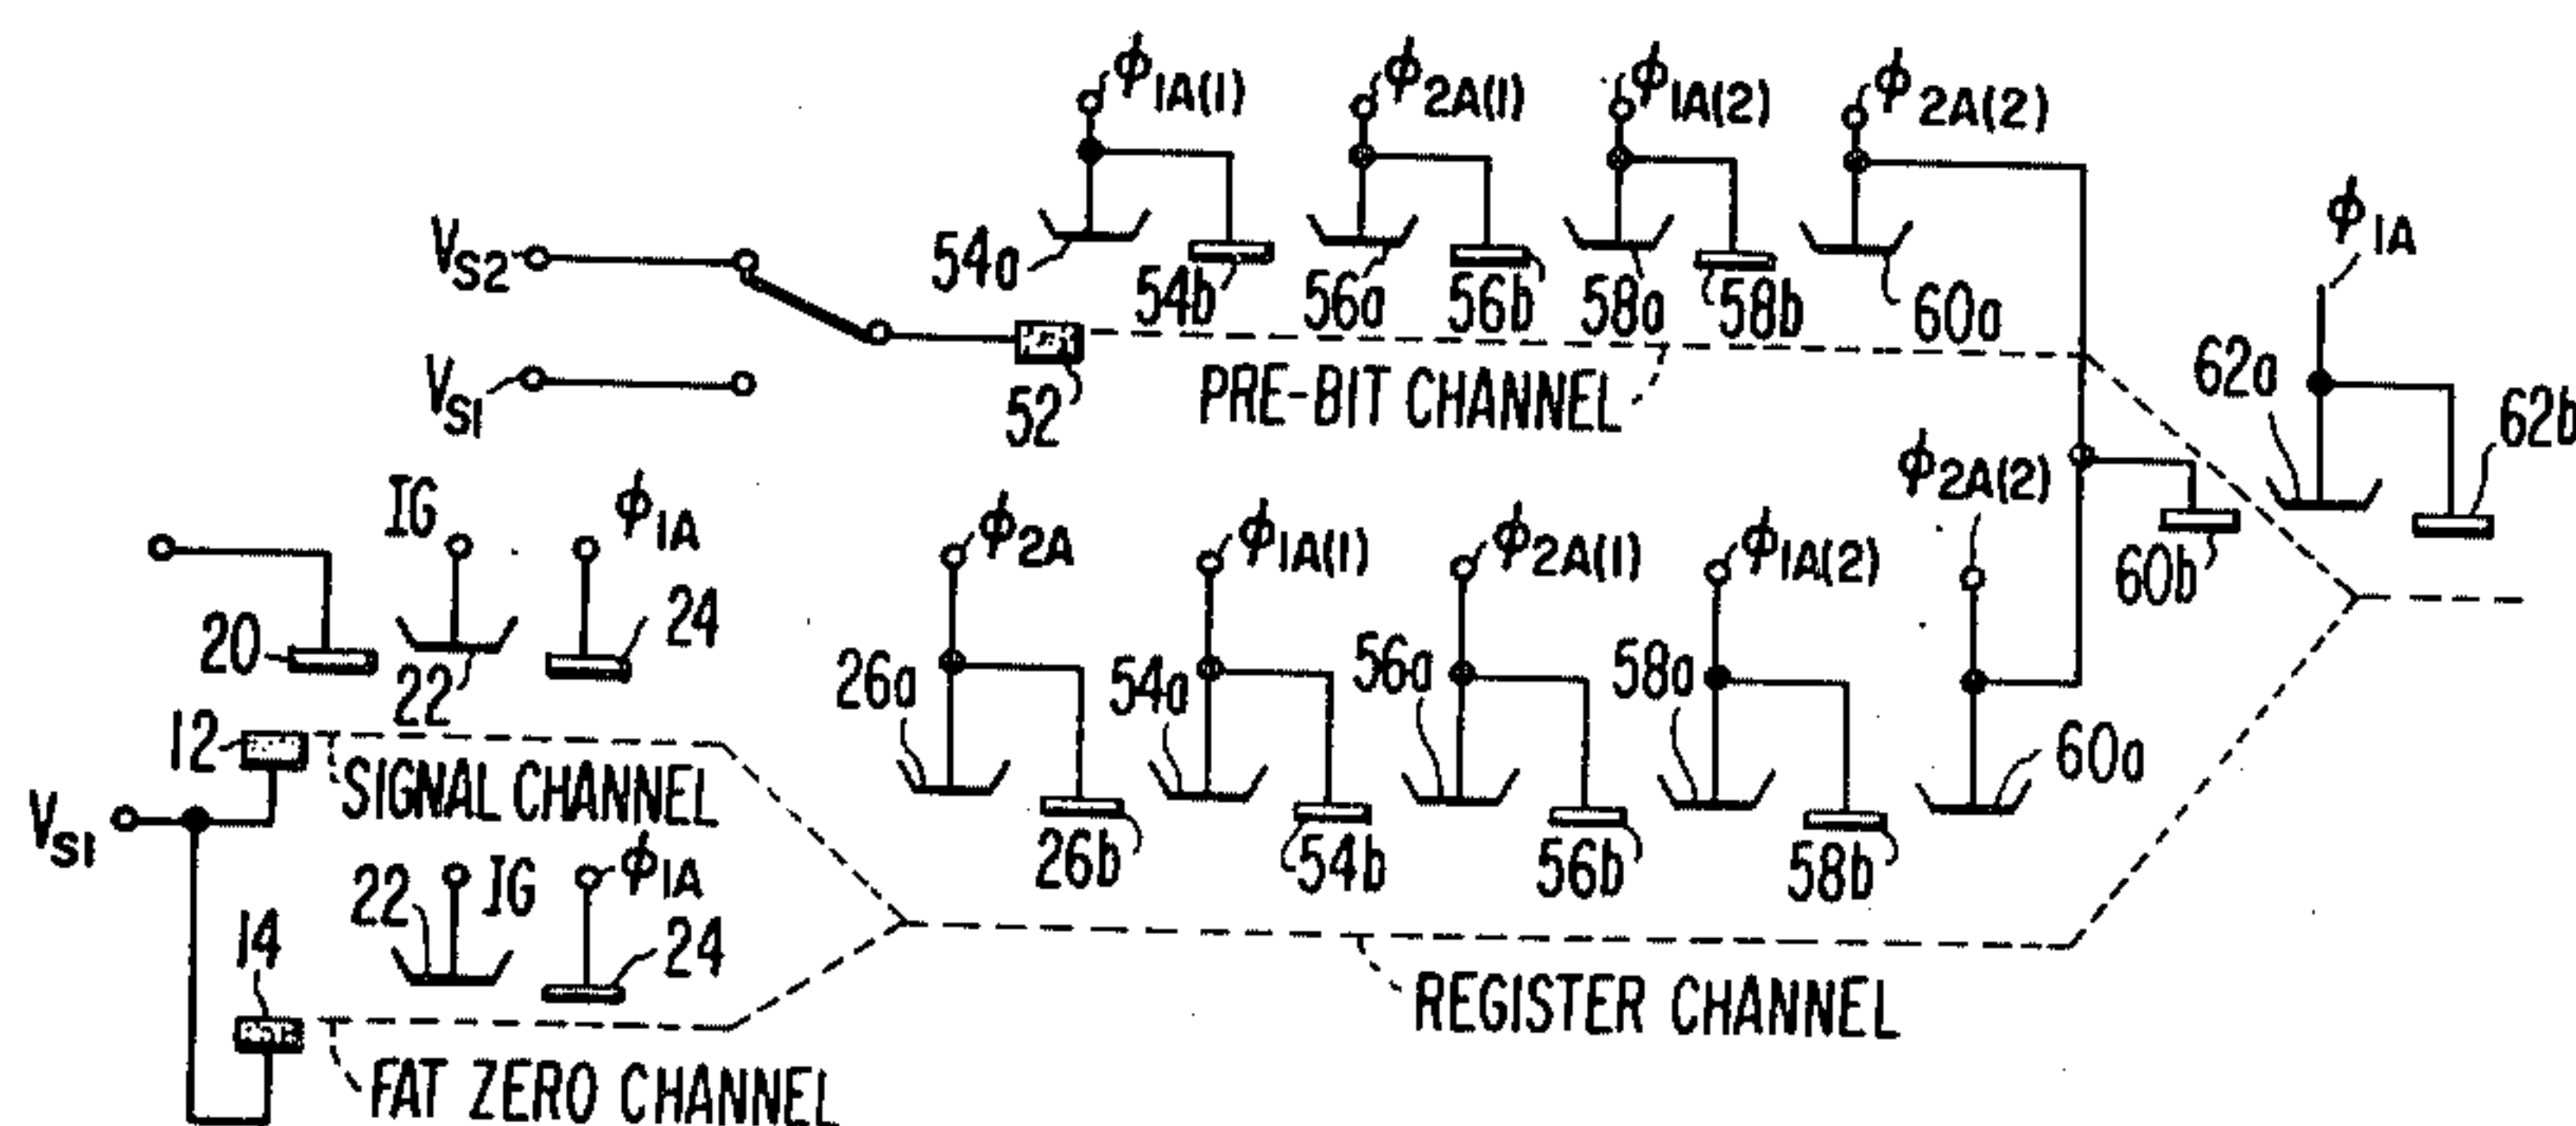 ϕ1A(1) ϕ2A(1) ϕ1A(2) ϕ2A(2)
VS2 54a 54b 56a 56b 58a 58b 60a ϕ1A
VS1 52 PRE-BIT CHANNEL 62a 62b
IG ϕ1A ϕ2A ϕ1A(1) ϕ2A(1) ϕ1A(2) ϕ2A(2) 60b
20 22 24 26a 54a 56a 58a 60a
12 SIGNAL CHANNEL
VS1 26b 54b 56b 58b
22 IG ϕ1A 24
14 REGISTER CHANNEL
FAT ZERO CHANNEL